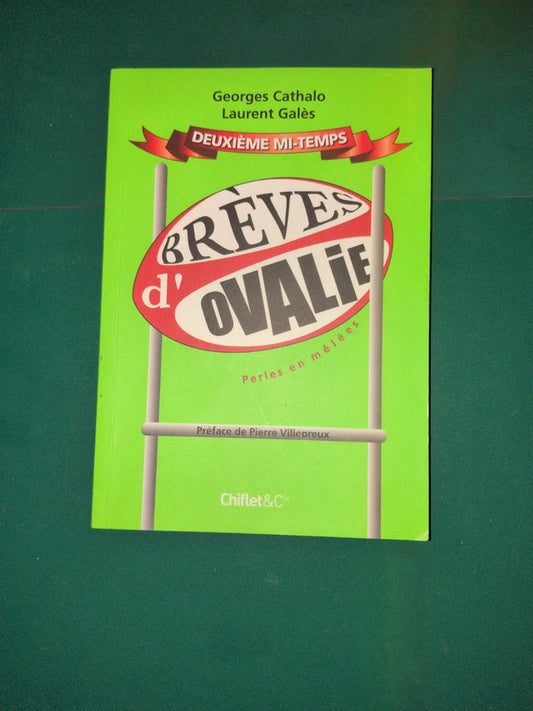 Georges Cathalo
Laurent Galès
DEUXIÈME MI-TEMPS
BRÈVES
d'OVALiE
Perles en mêlées
Préface de Pierre Villepreux
Chiflet&Cie